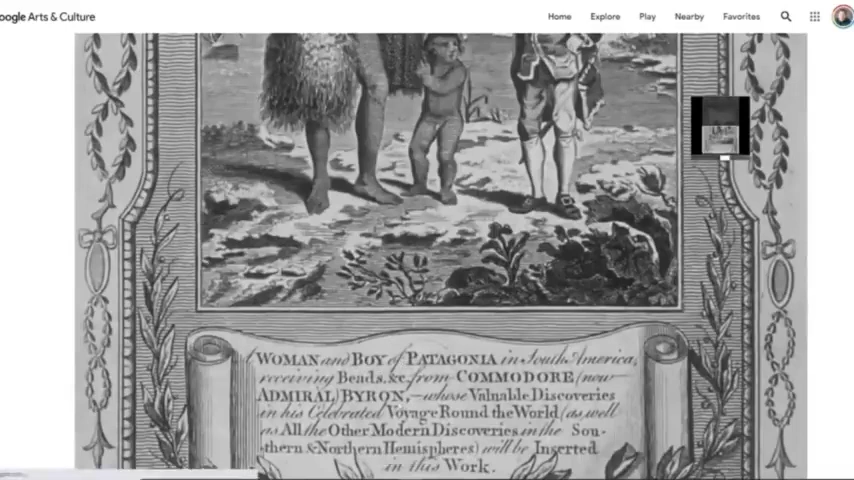 oogle Arts & Culture
Home Explore Play Nearby Favorites
A WOMAN and BOY of PATAGONIA in South America,
receiving Beads, &c. from COMMODORE (now
ADMIRAL) BYRON,—whose Valuable Discoveries
in his Celebrated Voyage Round the World (as well
as All the Other Modern Discoveries in the Sou-
thern & Northern Hemispheres) will be Inserted
in this Work.